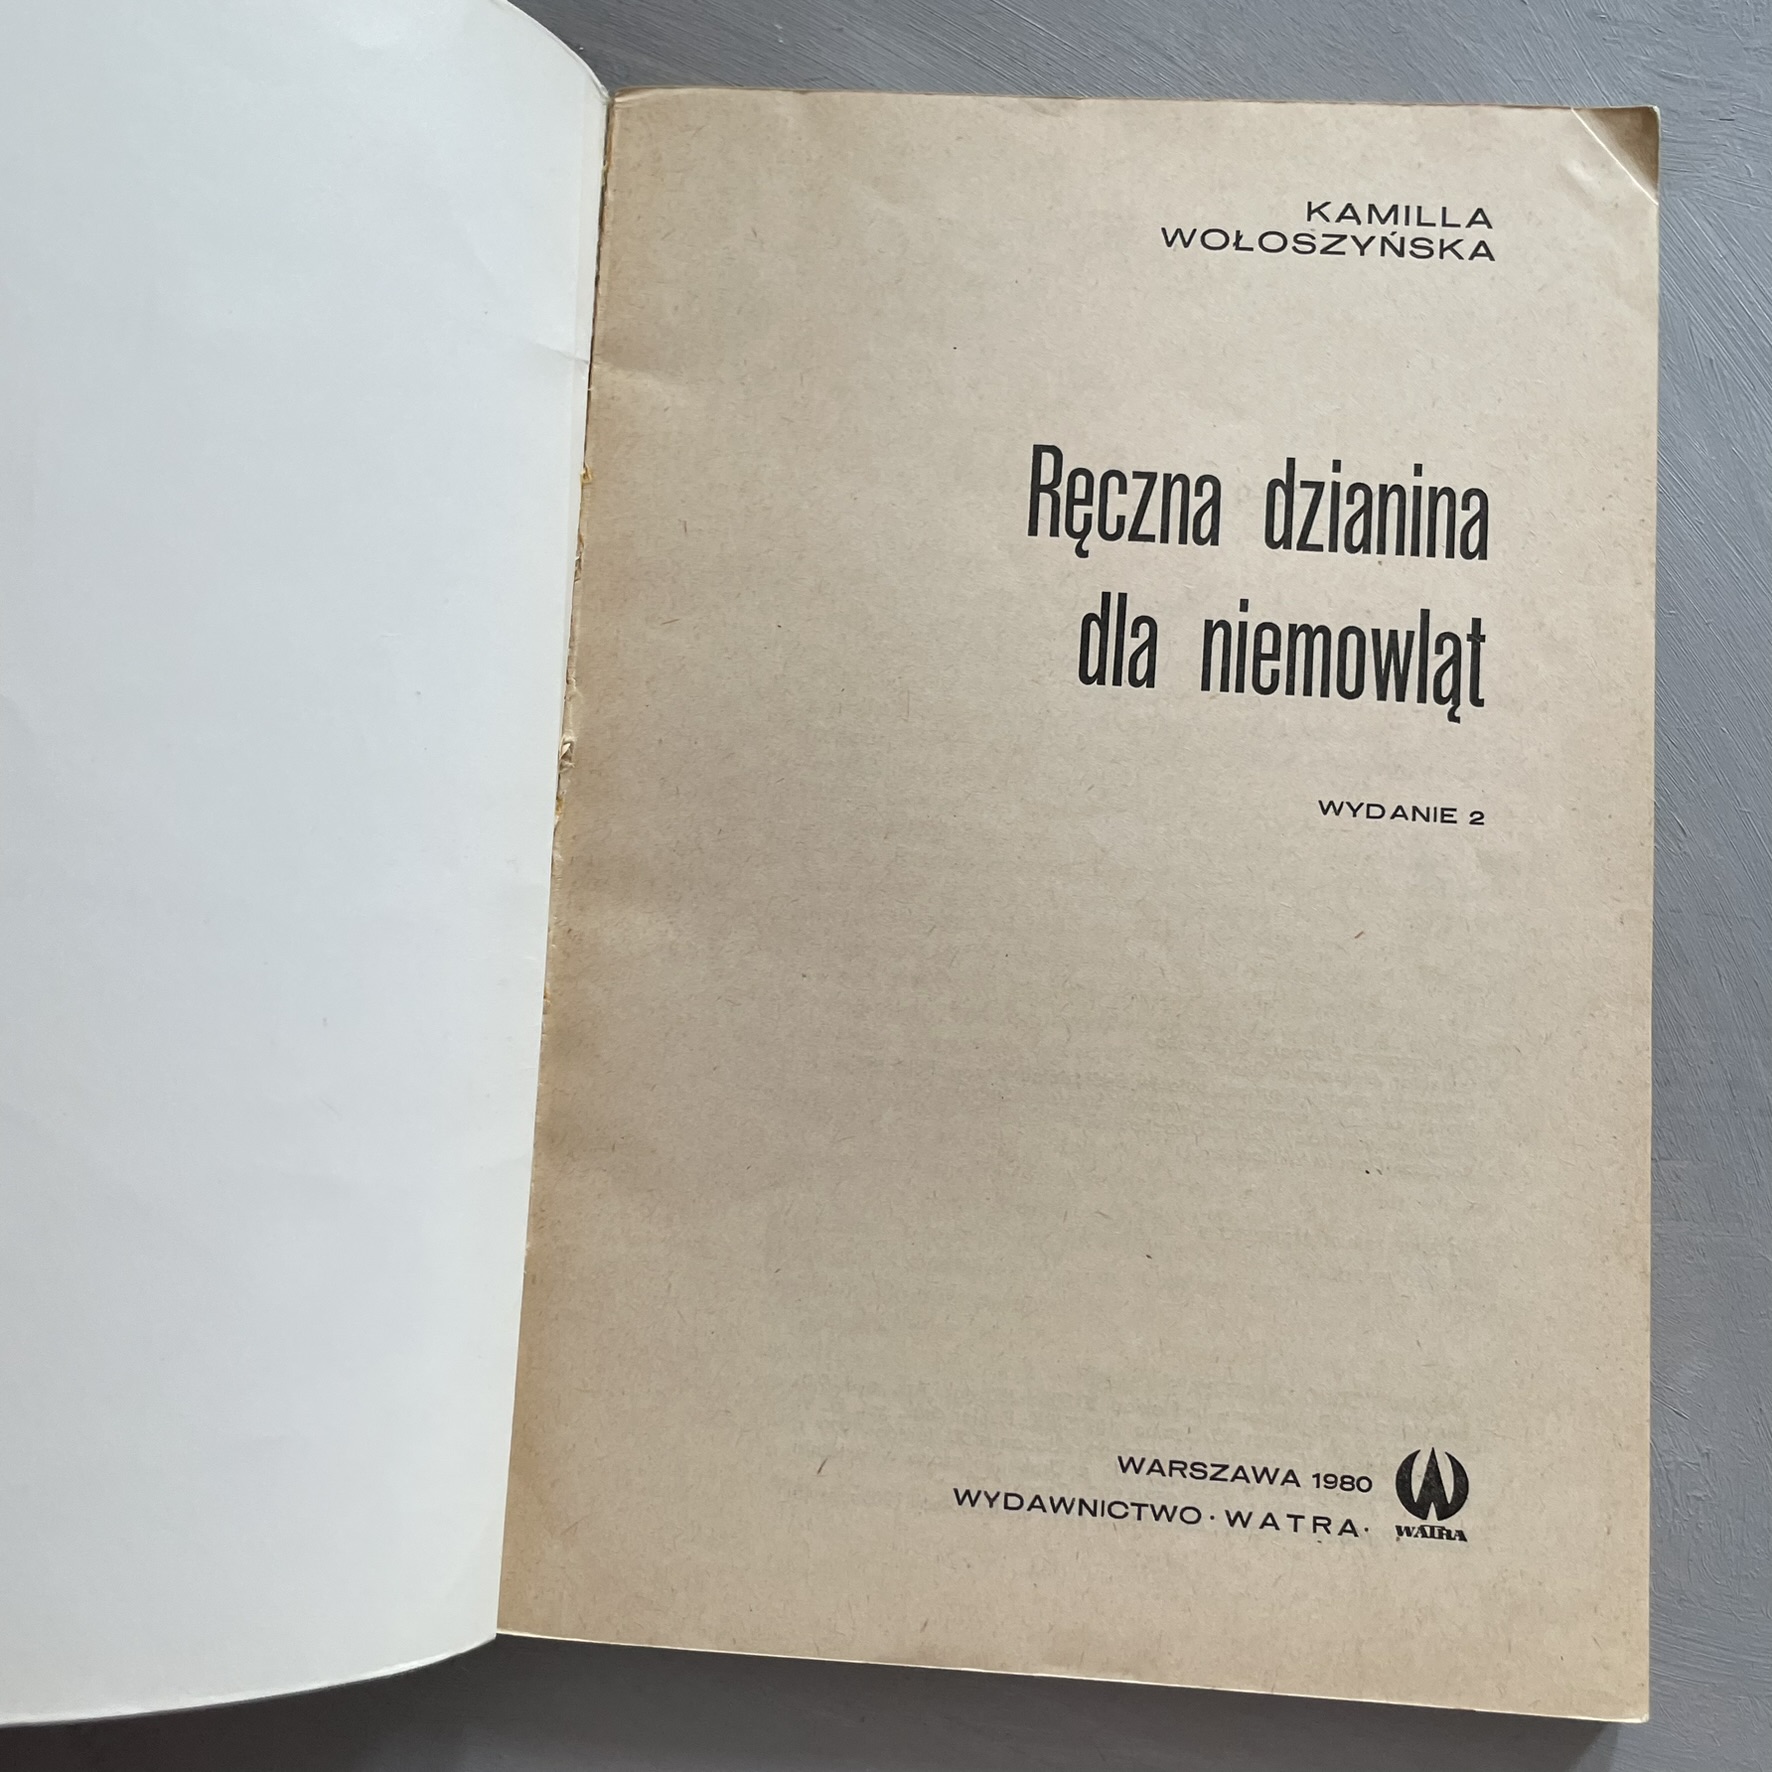 KAMILLA
WOŁOSZYŃSKA
Ręczna dzianina
dla niemowląt
WYDANIE 2
WARSZAWA 1980
WYDAWNICTWO · WATRA ·
WATRA